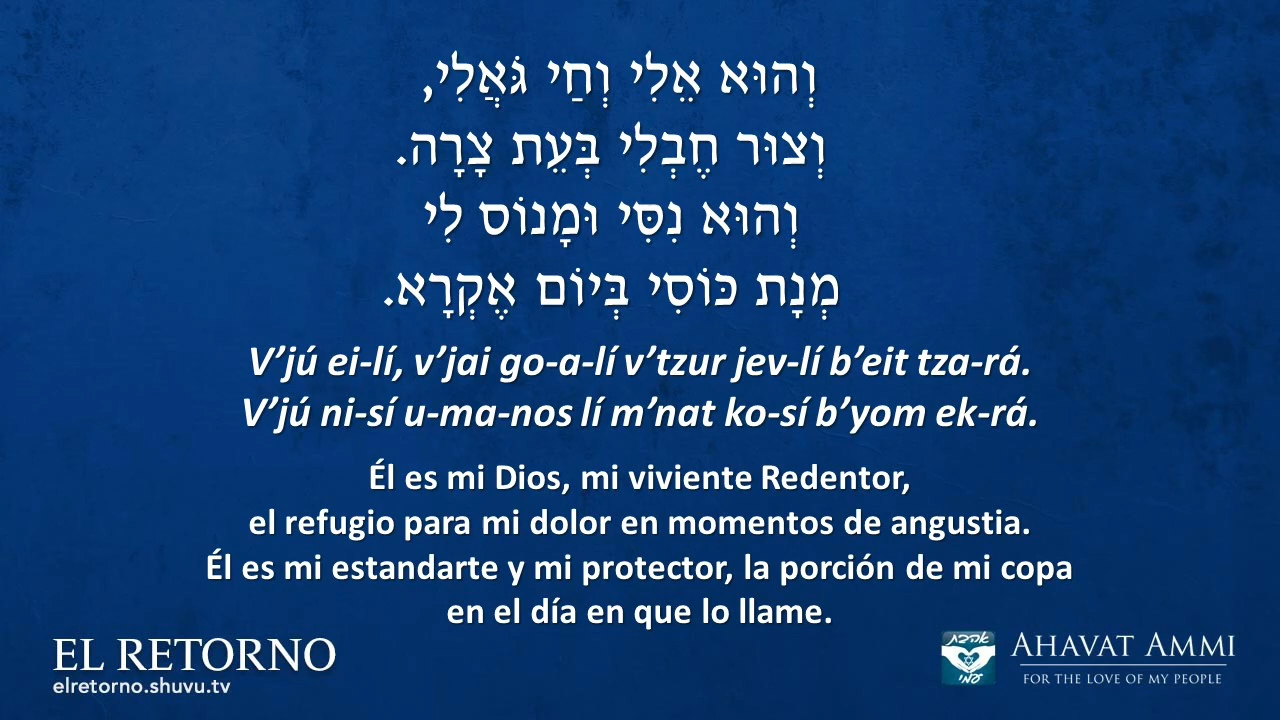 וְהוּא אֵלִי וְחַי גֹּאֲלִי,
וְצוּר חֶבְלִי בְּעֵת צָרָה.
וְהוּא נִסִּי וּמָנוֹס לִי
מְנָת כּוֹסִי בְּיוֹם אֶקְרָא.
V’jú ei-lí, v’jai go-a-lí v’tzur jev-lí b’eit tza-rá.
V’jú ni-sí u-ma-nos lí m’nat ko-sí b’yom ek-rá.
Él es mi Dios, mi viviente Redentor,
el refugio para mi dolor en momentos de angustia.
Él es mi estandarte y mi protector, la porción de mi copa
en el día en que lo llame.
EL RETORNO
elretorno.shuvu.tv
אהבת
עמי
AHAVAT AMMI
FOR THE LOVE OF MY PEOPLE